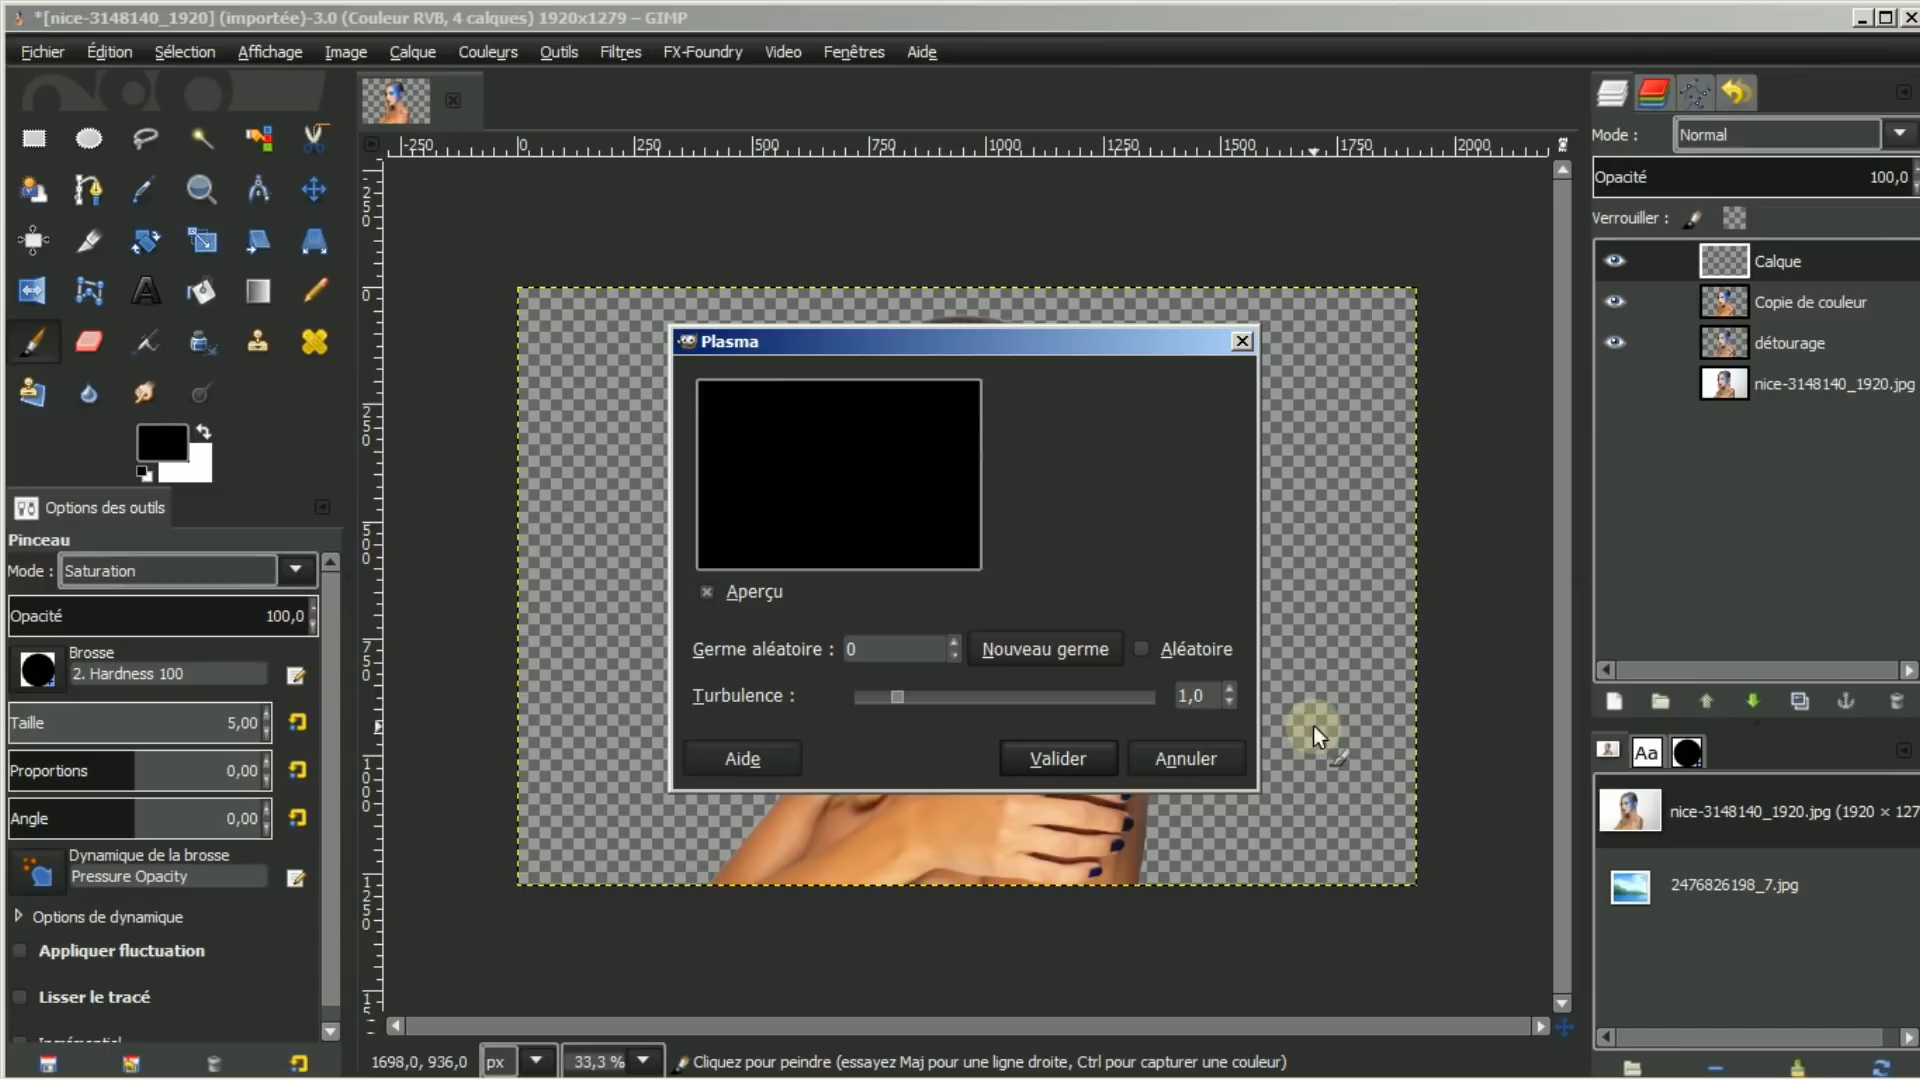 *[nice-3148140_1920] (importée)-3.0 (Couleur RVB, 4 calques) 1920x1279 – GIMP
Fichier Édition Sélection Affichage Image Calque Couleurs Outils Filtres FX-Foundry Video Fenêtres Aide
-250 0 250 500 750 1000 1250 1500 1750 2000
Mode : Normal
Opacité 100,0
Verrouiller :
Calque
Copie de couleur
détourage
nice-3148140_1920.jpg
Plasma
Aperçu
Germe aléatoire : 0 Nouveau germe Aléatoire
Turbulence : 1,0
Aide Valider Annuler
Options des outils
Pinceau
Mode : Saturation
Opacité 100,0
Brosse
2. Hardness 100
Taille 5,00
Proportions 0,00
Angle 0,00
Dynamique de la brosse
Pressure Opacity
Options de dynamique
Appliquer fluctuation
Lisser le tracé
Aa
nice-3148140_1920.jpg (1920 × 127
2476826198_7.jpg
1698,0, 936,0 px 33,3 % Cliquez pour peindre (essayez Maj pour une ligne droite, Ctrl pour capturer une couleur)